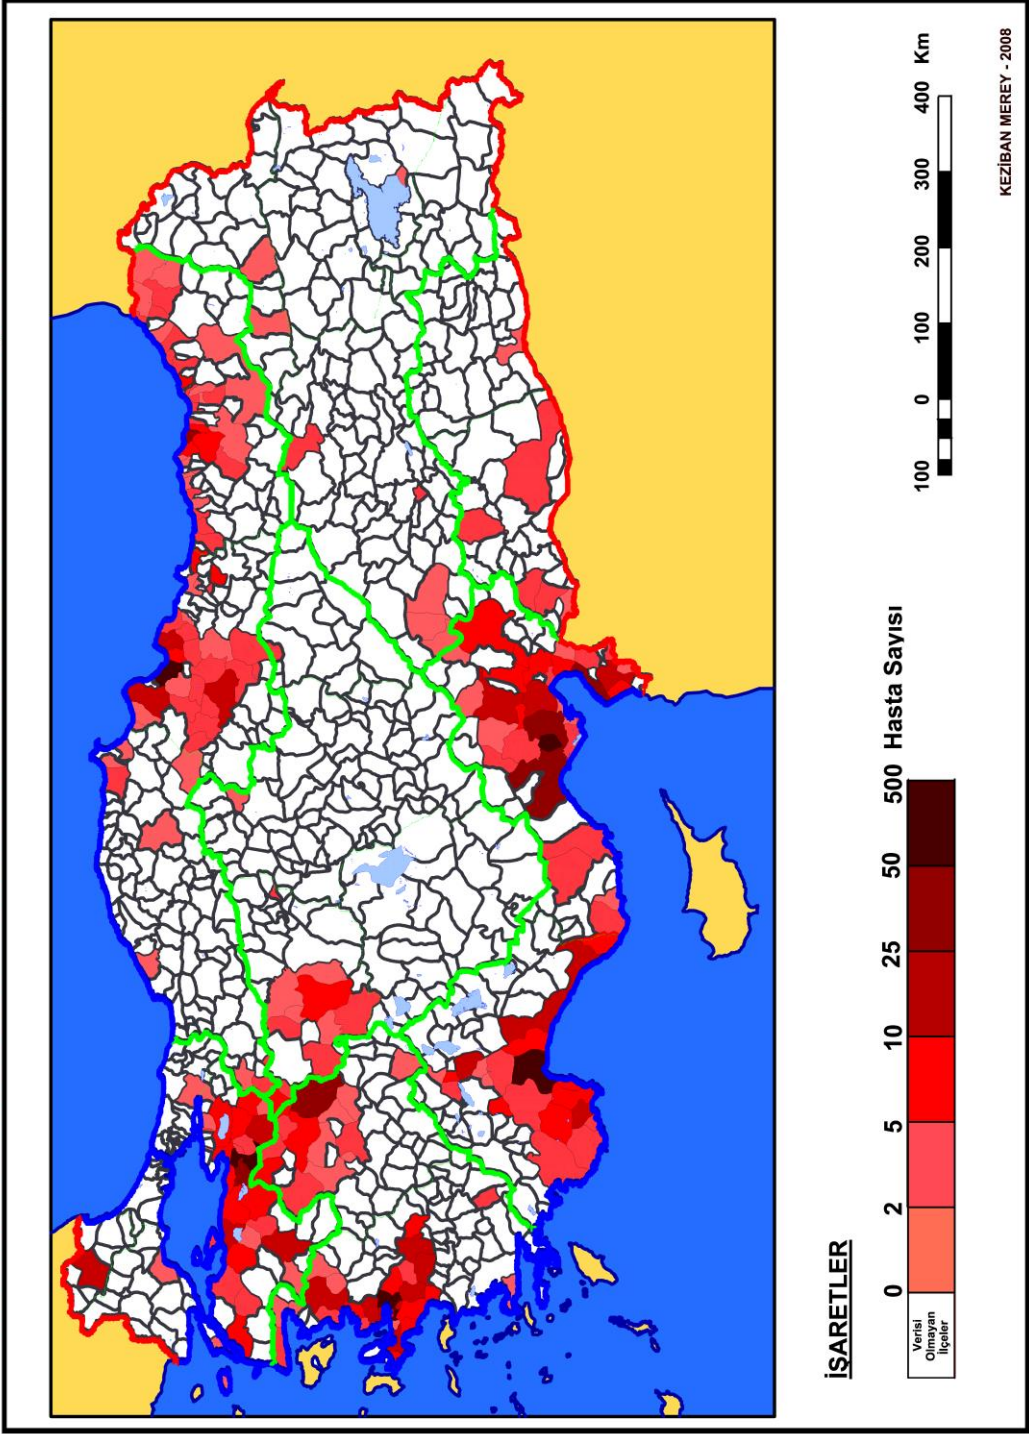 İŞARETLER
Verisi
Olmayan
İlçeler
0 2 5 10 25 50 500 Hasta Sayısı
100 0 100 200 300 400 Km
KEZİBAN MEREY - 2008